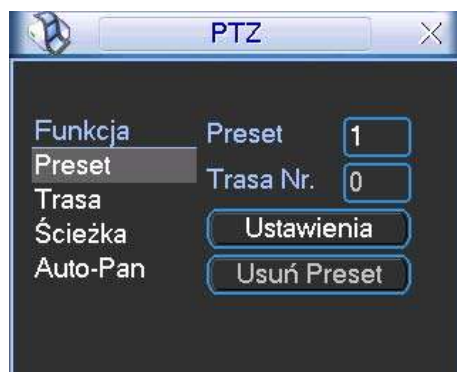 PTZ
Funkcja
Preset
Trasa
Ścieżka
Auto-Pan
Preset 1
Trasa Nr. 0
Ustawienia
Usuń Preset